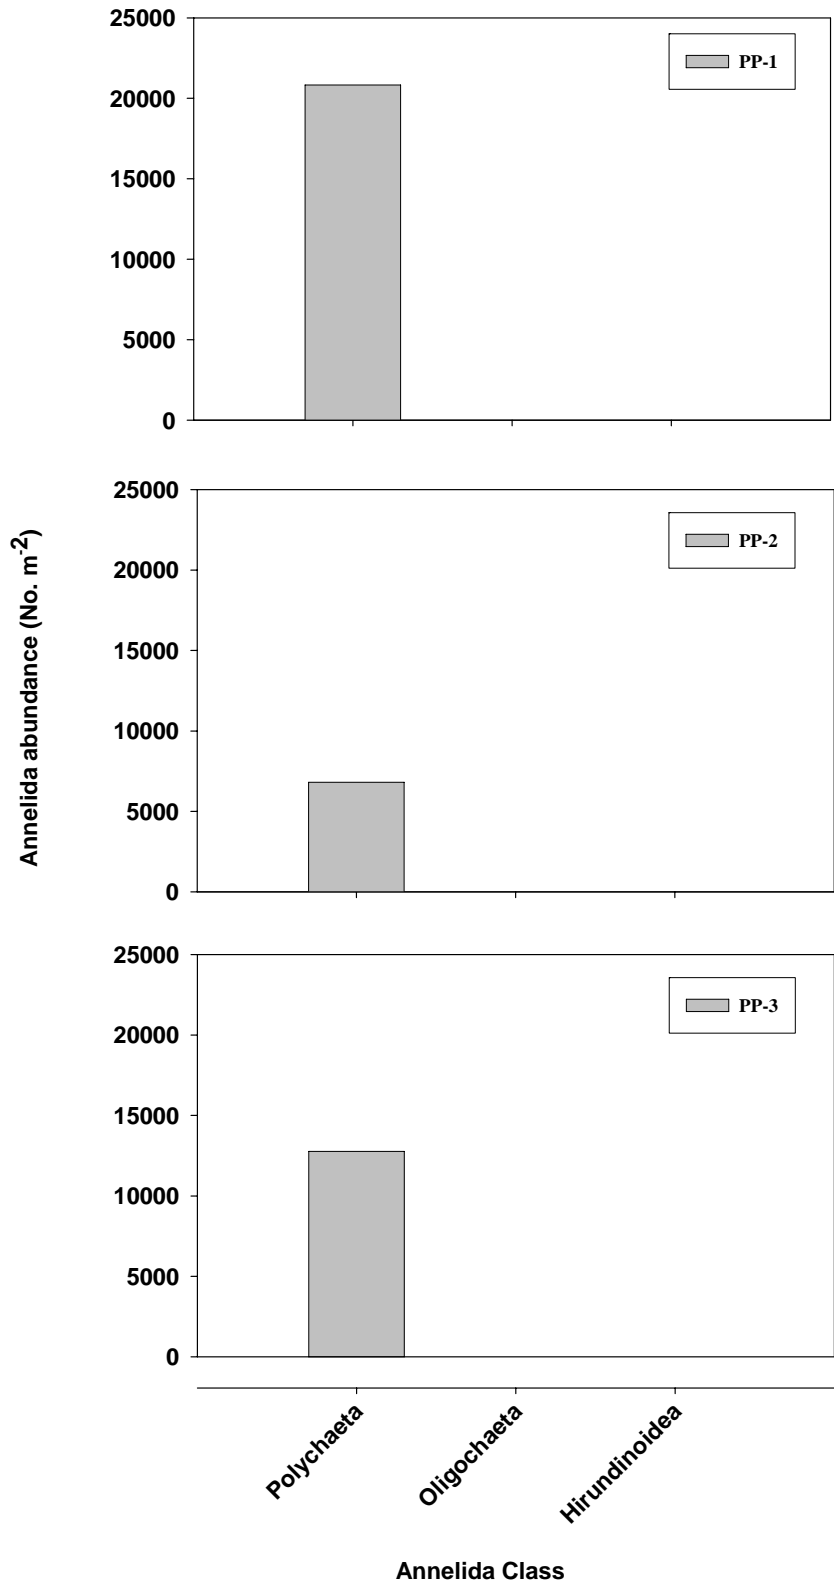 25000
20000
15000
10000
5000
0
PP-1
Annelida abundance (No. m-2)
25000
20000
15000
10000
5000
0
PP-2
25000
20000
15000
10000
5000
0
PP-3
Polychaeta
Oligochaeta
Hirundinoidea
Annelida Class